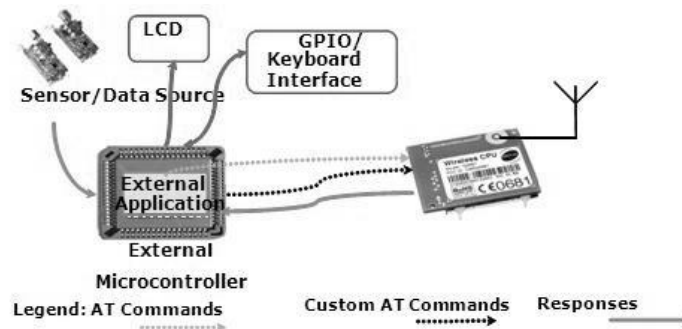 LCD
GPIO/
Keyboard
Interface
Sensor/Data Source
Wireless CPU
CE0681
External
Application
External
Microcontroller
Legend: AT Commands
Custom AT Commands
Responses